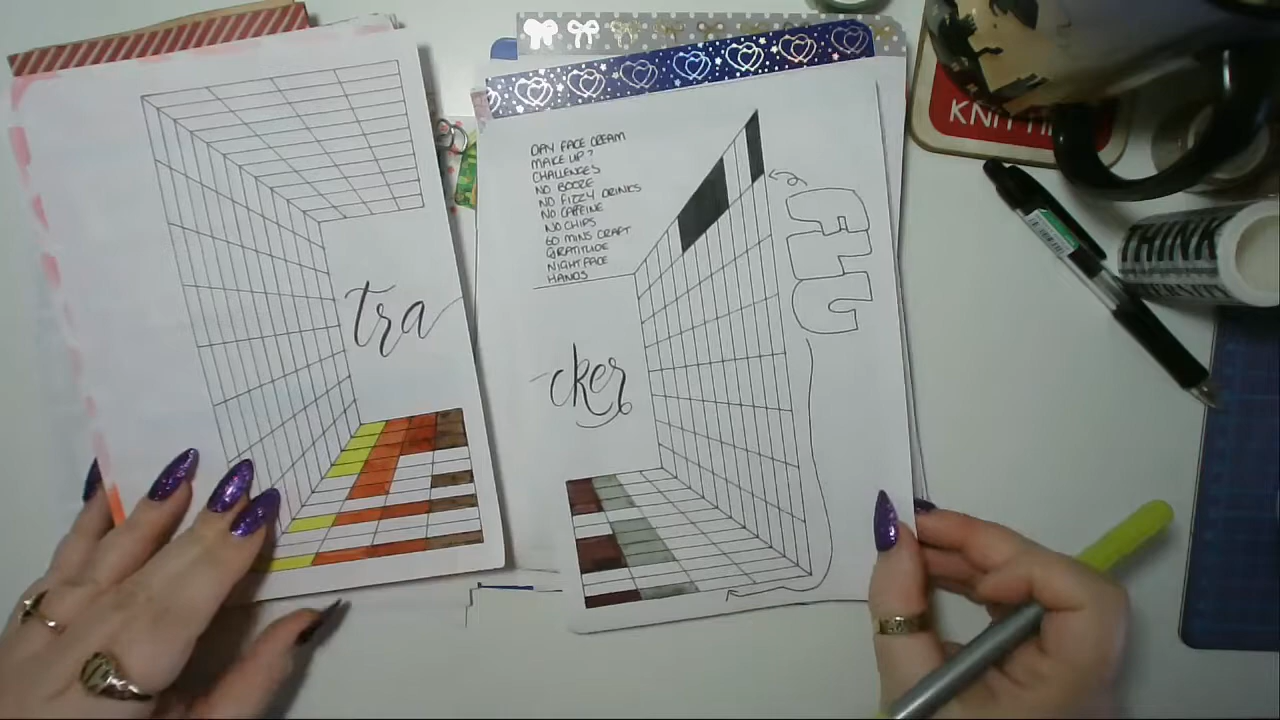 tra
DAY FACE CREAM
MAKE UP?
CHALLENGES
NO BOOZE
NO FIZZY DRINKS
NO CAFFEINE
NO CHIPS
60 MINS CRAFT
GRATITUDE
NIGHT FACE
HANDS
cker
FLU
THINK